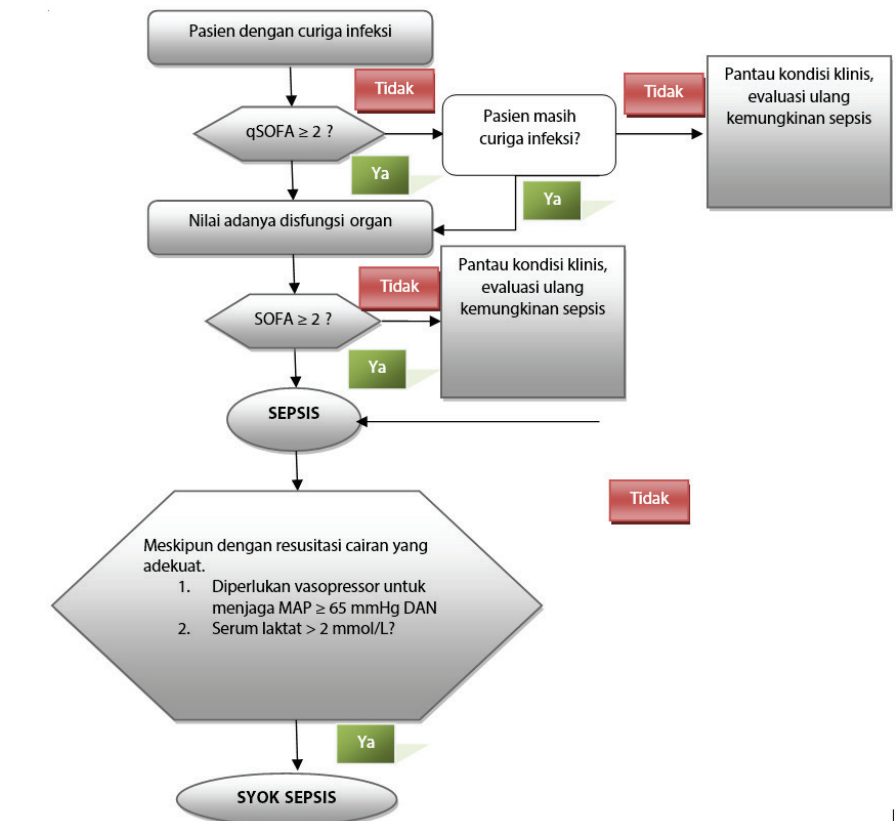 Pasien dengan curiga infeksi
Tidak
qSOFA ≥ 2 ?
Pasien masih
curiga infeksi?
Tidak
Pantau kondisi klinis,
evaluasi ulang
kemungkinan sepsis
Ya
Ya
Nilai adanya disfungsi organ
Tidak
SOFA ≥ 2 ?
Pantau kondisi klinis,
evaluasi ulang
kemungkinan sepsis
Ya
SEPSIS
Tidak
Meskipun dengan resusitasi cairan yang
adekuat.
1. Diperlukan vasopressor untuk
menjaga MAP ≥ 65 mmHg DAN
2. Serum laktat > 2 mmol/L?
Ya
SYOK SEPSIS